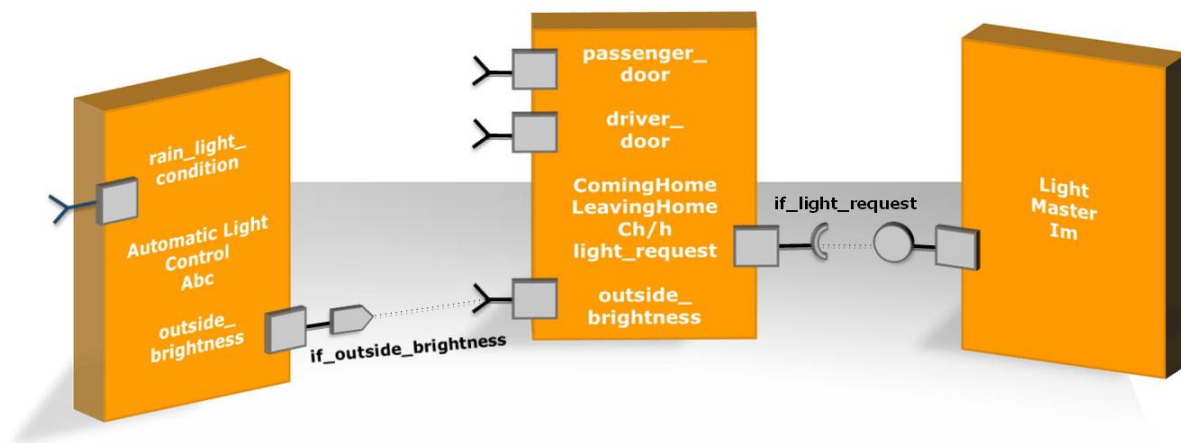 rain_light_
condition
Automatic Light
Control
Abc
outside_
brightness
if_outside_brightness
passenger_
door
driver_
door
ComingHome
LeavingHome
Ch/h
light_request
outside_
brightness
if_light_request
Light
Master
Im